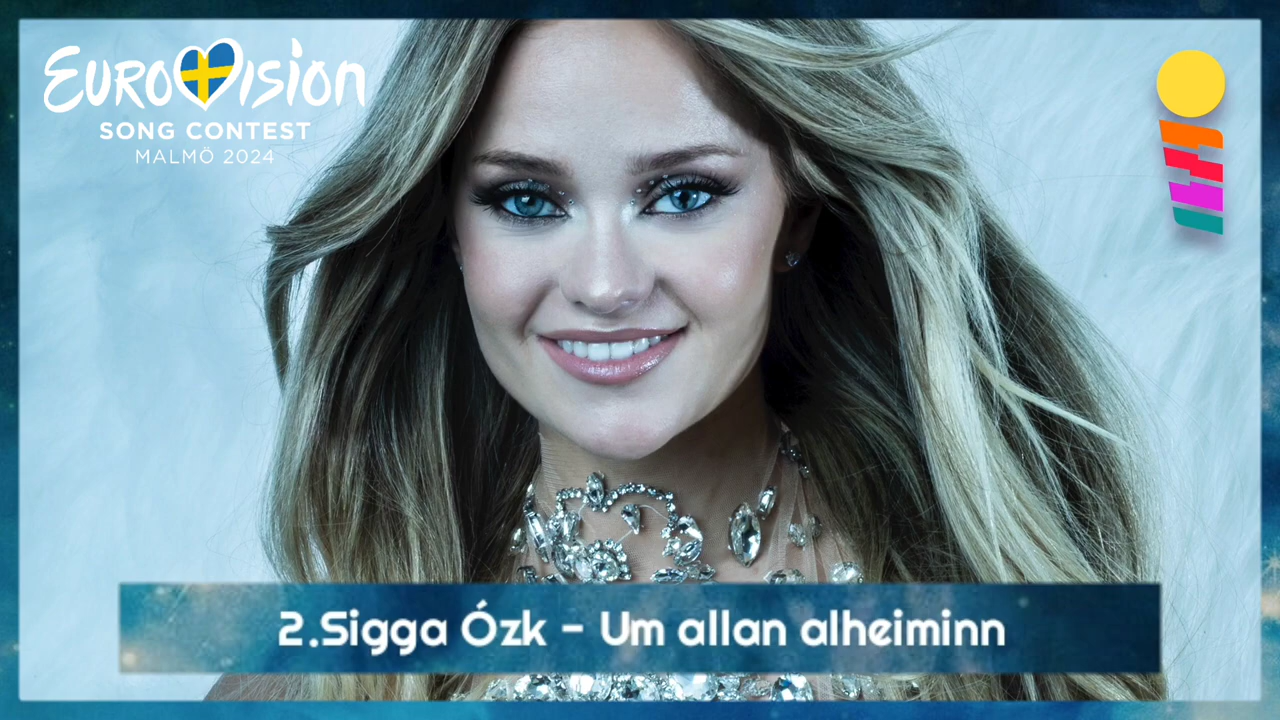 EUROVISION
SONG CONTEST
MALMÖ 2024
2.Sigga Ózk - Um allan alheiminn